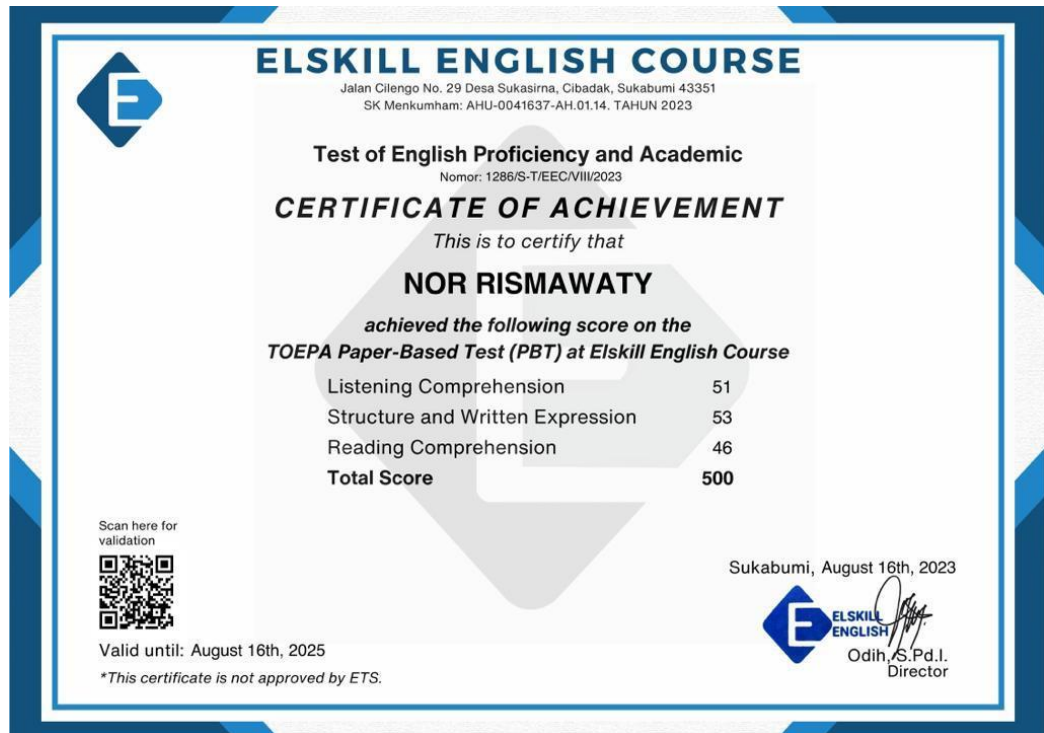 ELSKILL ENGLISH COURSE
Jalan Cilengo No. 29 Desa Sukasirna, Cibadak, Sukabumi 43351
SK Menkumham: AHU-0041637-AH.01.14. TAHUN 2023
Test of English Proficiency and Academic
Nomor: 1286/S-T/EEC/VIII/2023
CERTIFICATE OF ACHIEVEMENT
This is to certify that
NOR RISMAWATY
achieved the following score on the
TOEPA Paper-Based Test (PBT) at Elskill English Course
Listening Comprehension 51
Structure and Written Expression 53
Reading Comprehension 46
Total Score 500
Scan here for
validation
Valid until: August 16th, 2025
*This certificate is not approved by ETS.
Sukabumi, August 16th, 2023
ELSKILL
ENGLISH
Odih, S.Pd.I.
Director